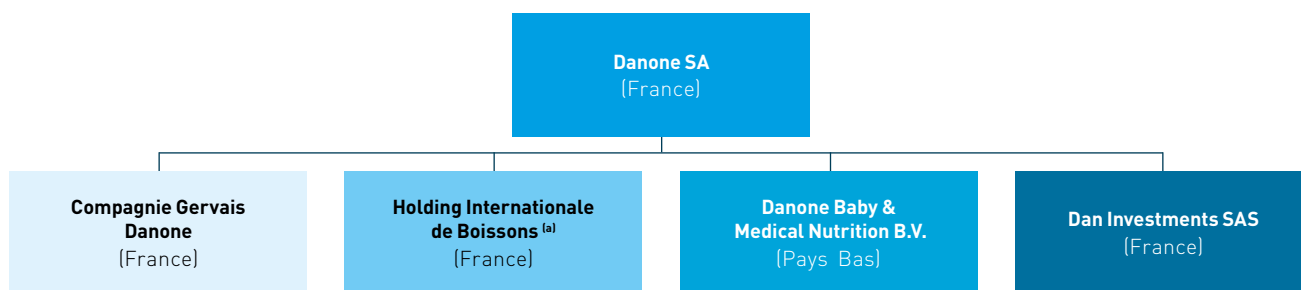 Danone SA
(France)
Compagnie Gervais
Danone
(France)
Holding Internationale
de Boissons (a)
(France)
Danone Baby &
Medical Nutrition B.V.
(Pays Bas)
Dan Investments SAS
(France)